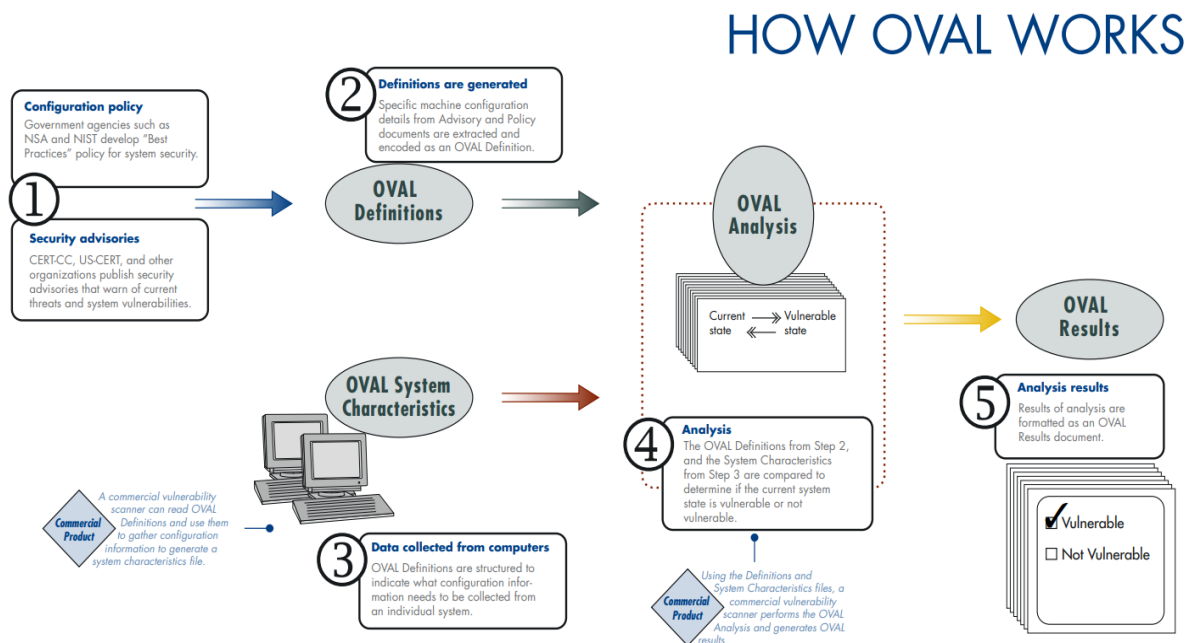 HOW OVAL WORKS
Configuration policy
Government agencies such as
NSA and NIST develop “Best
Practices” policy for system security.
1
Security advisories
CERT-CC, US-CERT, and other
organizations publish security
advisories that warn of current
threats and system vulnerabilities.
2
Definitions are generated
Specific machine configuration
details from Advisory and Policy
documents are extracted and
encoded as an OVAL Definition.
OVAL
Definitions
OVAL System
Characteristics
Commercial
Product
A commercial vulnerability
scanner can read OVAL
Definitions and use them
to gather configuration
information to generate a
system characteristics file.
3
Data collected from computers
OVAL Definitions are structured to
indicate what configuration infor-
mation needs to be collected from
an individual system.
OVAL
Analysis
Current
state
Vulnerable
state
4
Analysis
The OVAL Definitions from Step 2,
and the System Characteristics
from Step 3 are compared to
determine if the current system
state is vulnerable or not
vulnerable.
Commercial
Product
Using the Definitions and
System Characteristics files, a
commercial vulnerability
scanner performs the OVAL
Analysis and generates OVAL
results.
OVAL
Results
5
Analysis results
Results of analysis are
formatted as an OVAL
Results document.
Vulnerable
Not Vulnerable